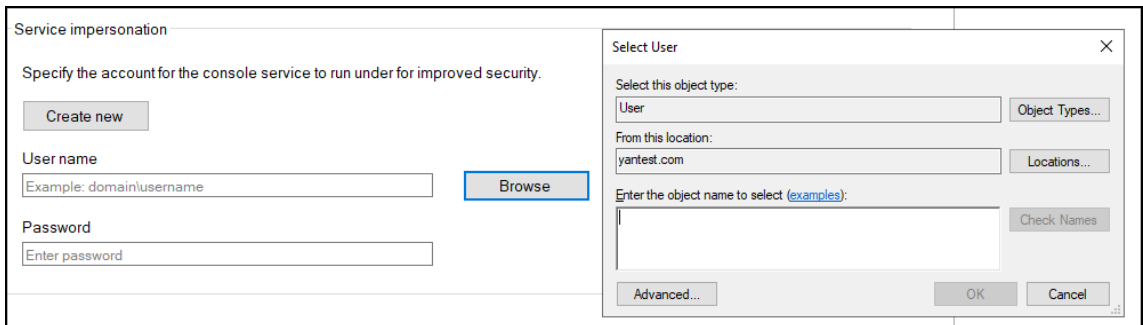 Service impersonation
Specify the account for the console service to run under for improved security.
Create new
User name
Example: domain\username
Browse
Password
Enter password
Select User
Select this object type:
User
Object Types...
From this location:
yantest.com
Locations...
Enter the object name to select (examples):
Check Names
Advanced...
OK
Cancel